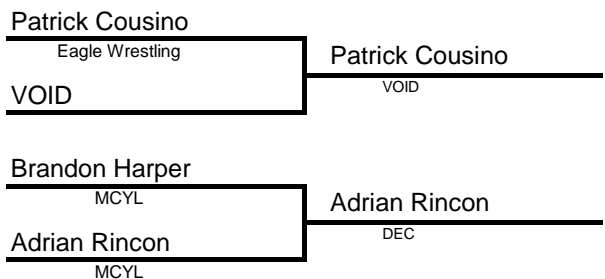 Patrick Cousino
Eagle Wrestling
Patrick Cousino
VOID
VOID
Brandon Harper
MCYL
Adrian Rincon
DEC
Adrian Rincon
MCYL